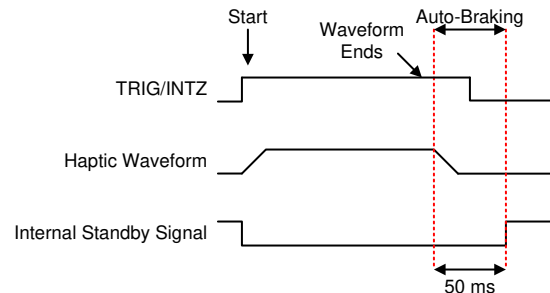 Start
Auto-Braking
Waveform
Ends
TRIG/INTZ
Haptic Waveform
Internal Standby Signal
50 ms